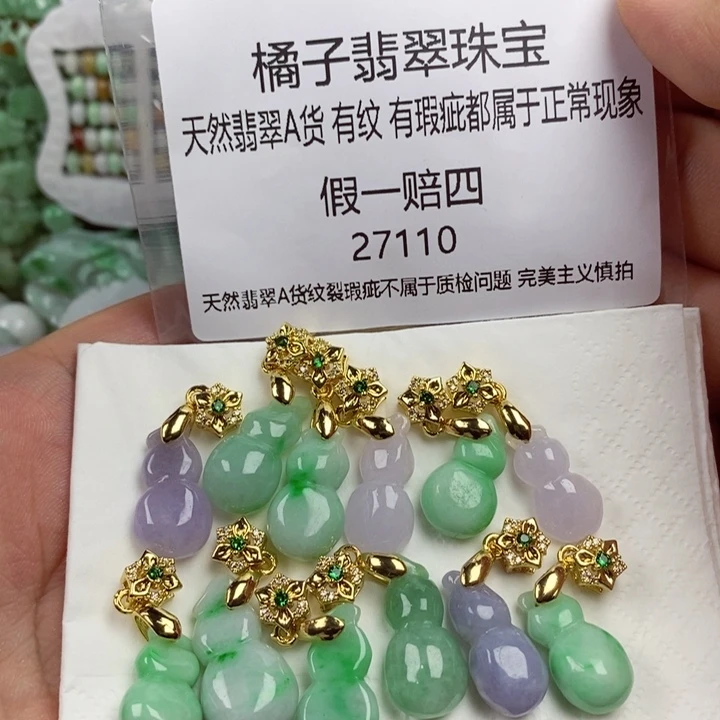 橘子翡翠珠宝
天然翡翠A货 有纹 有瑕疵都属于正常现象
假一赔四
27110
天然翡翠A货纹裂瑕疵不属于质检问题 完美主义慎拍